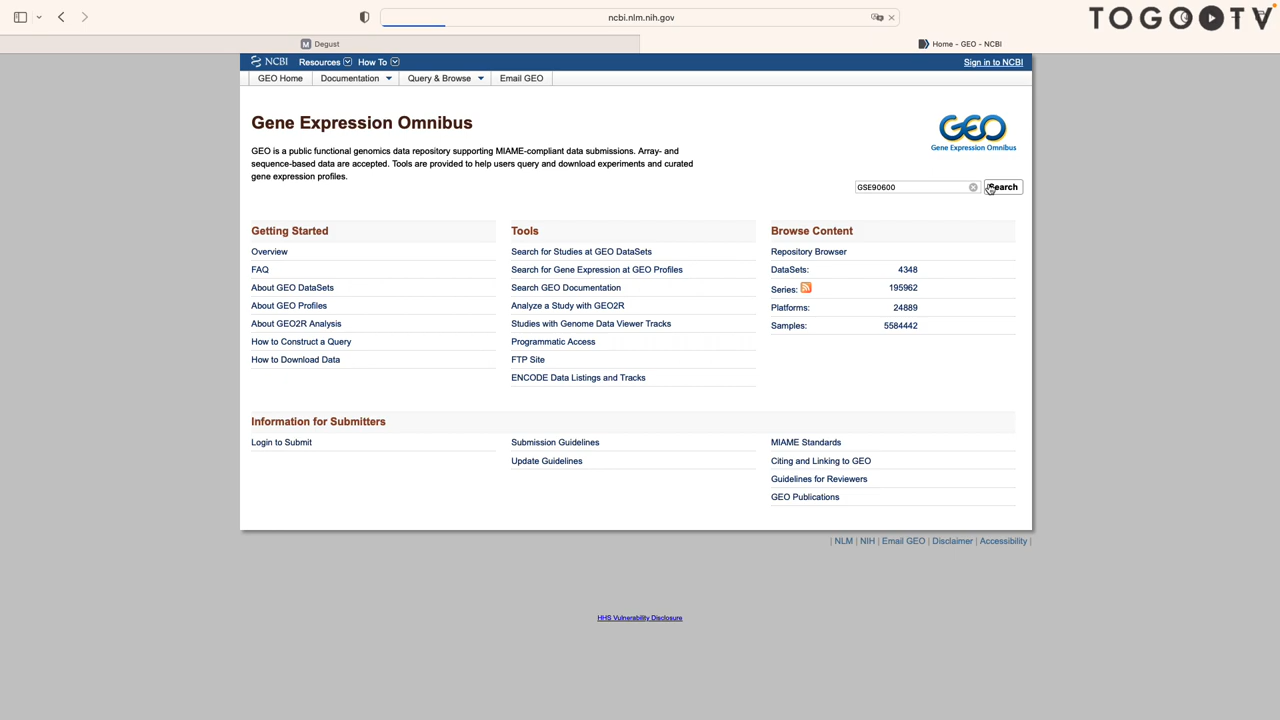 ncbi.nlm.nih.gov
TOGO TV
Degust
Home - GEO - NCBI
NCBI Resources How To Sign in to NCBI
GEO Home Documentation Query & Browse Email GEO
Gene Expression Omnibus
GEO is a public functional genomics data repository supporting MIAME-compliant data submissions. Array- and
sequence-based data are accepted. Tools are provided to help users query and download experiments and curated
gene expression profiles.
GEO
Gene Expression Omnibus
GSE90600 Search
Getting Started
Overview
FAQ
About GEO DataSets
About GEO Profiles
About GEO2R Analysis
How to Construct a Query
How to Download Data
Tools
Search for Studies at GEO DataSets
Search for Gene Expression at GEO Profiles
Search GEO Documentation
Analyze a Study with GEO2R
Studies with Genome Data Viewer Tracks
Programmatic Access
FTP Site
ENCODE Data Listings and Tracks
Browse Content
Repository Browser
DataSets: 4348
Series: 195962
Platforms: 24889
Samples: 5584442
Information for Submitters
Login to Submit
Submission Guidelines
Update Guidelines
MIAME Standards
Citing and Linking to GEO
Guidelines for Reviewers
GEO Publications
| NLM | NIH | Email GEO | Disclaimer | Accessibility |
HHS Vulnerability Disclosure